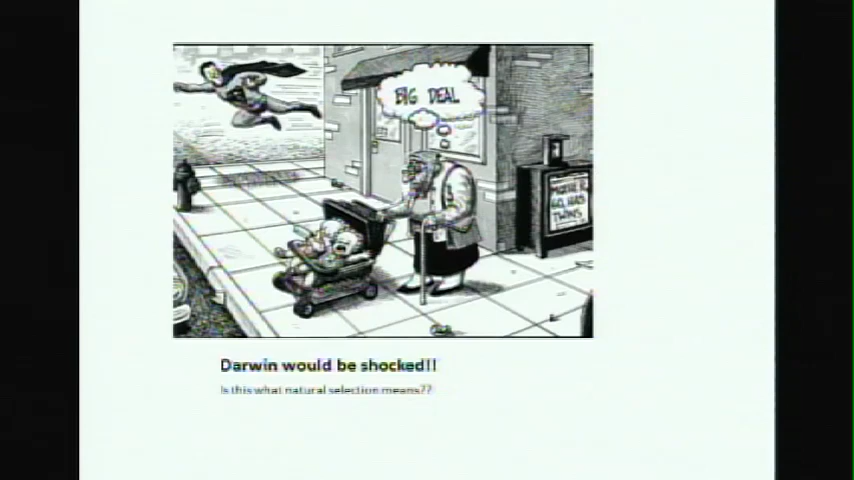 BIG DEAL
MOTHER,
60, HAS
TWINS
Darwin would be shocked!!
Is this what natural selection means??